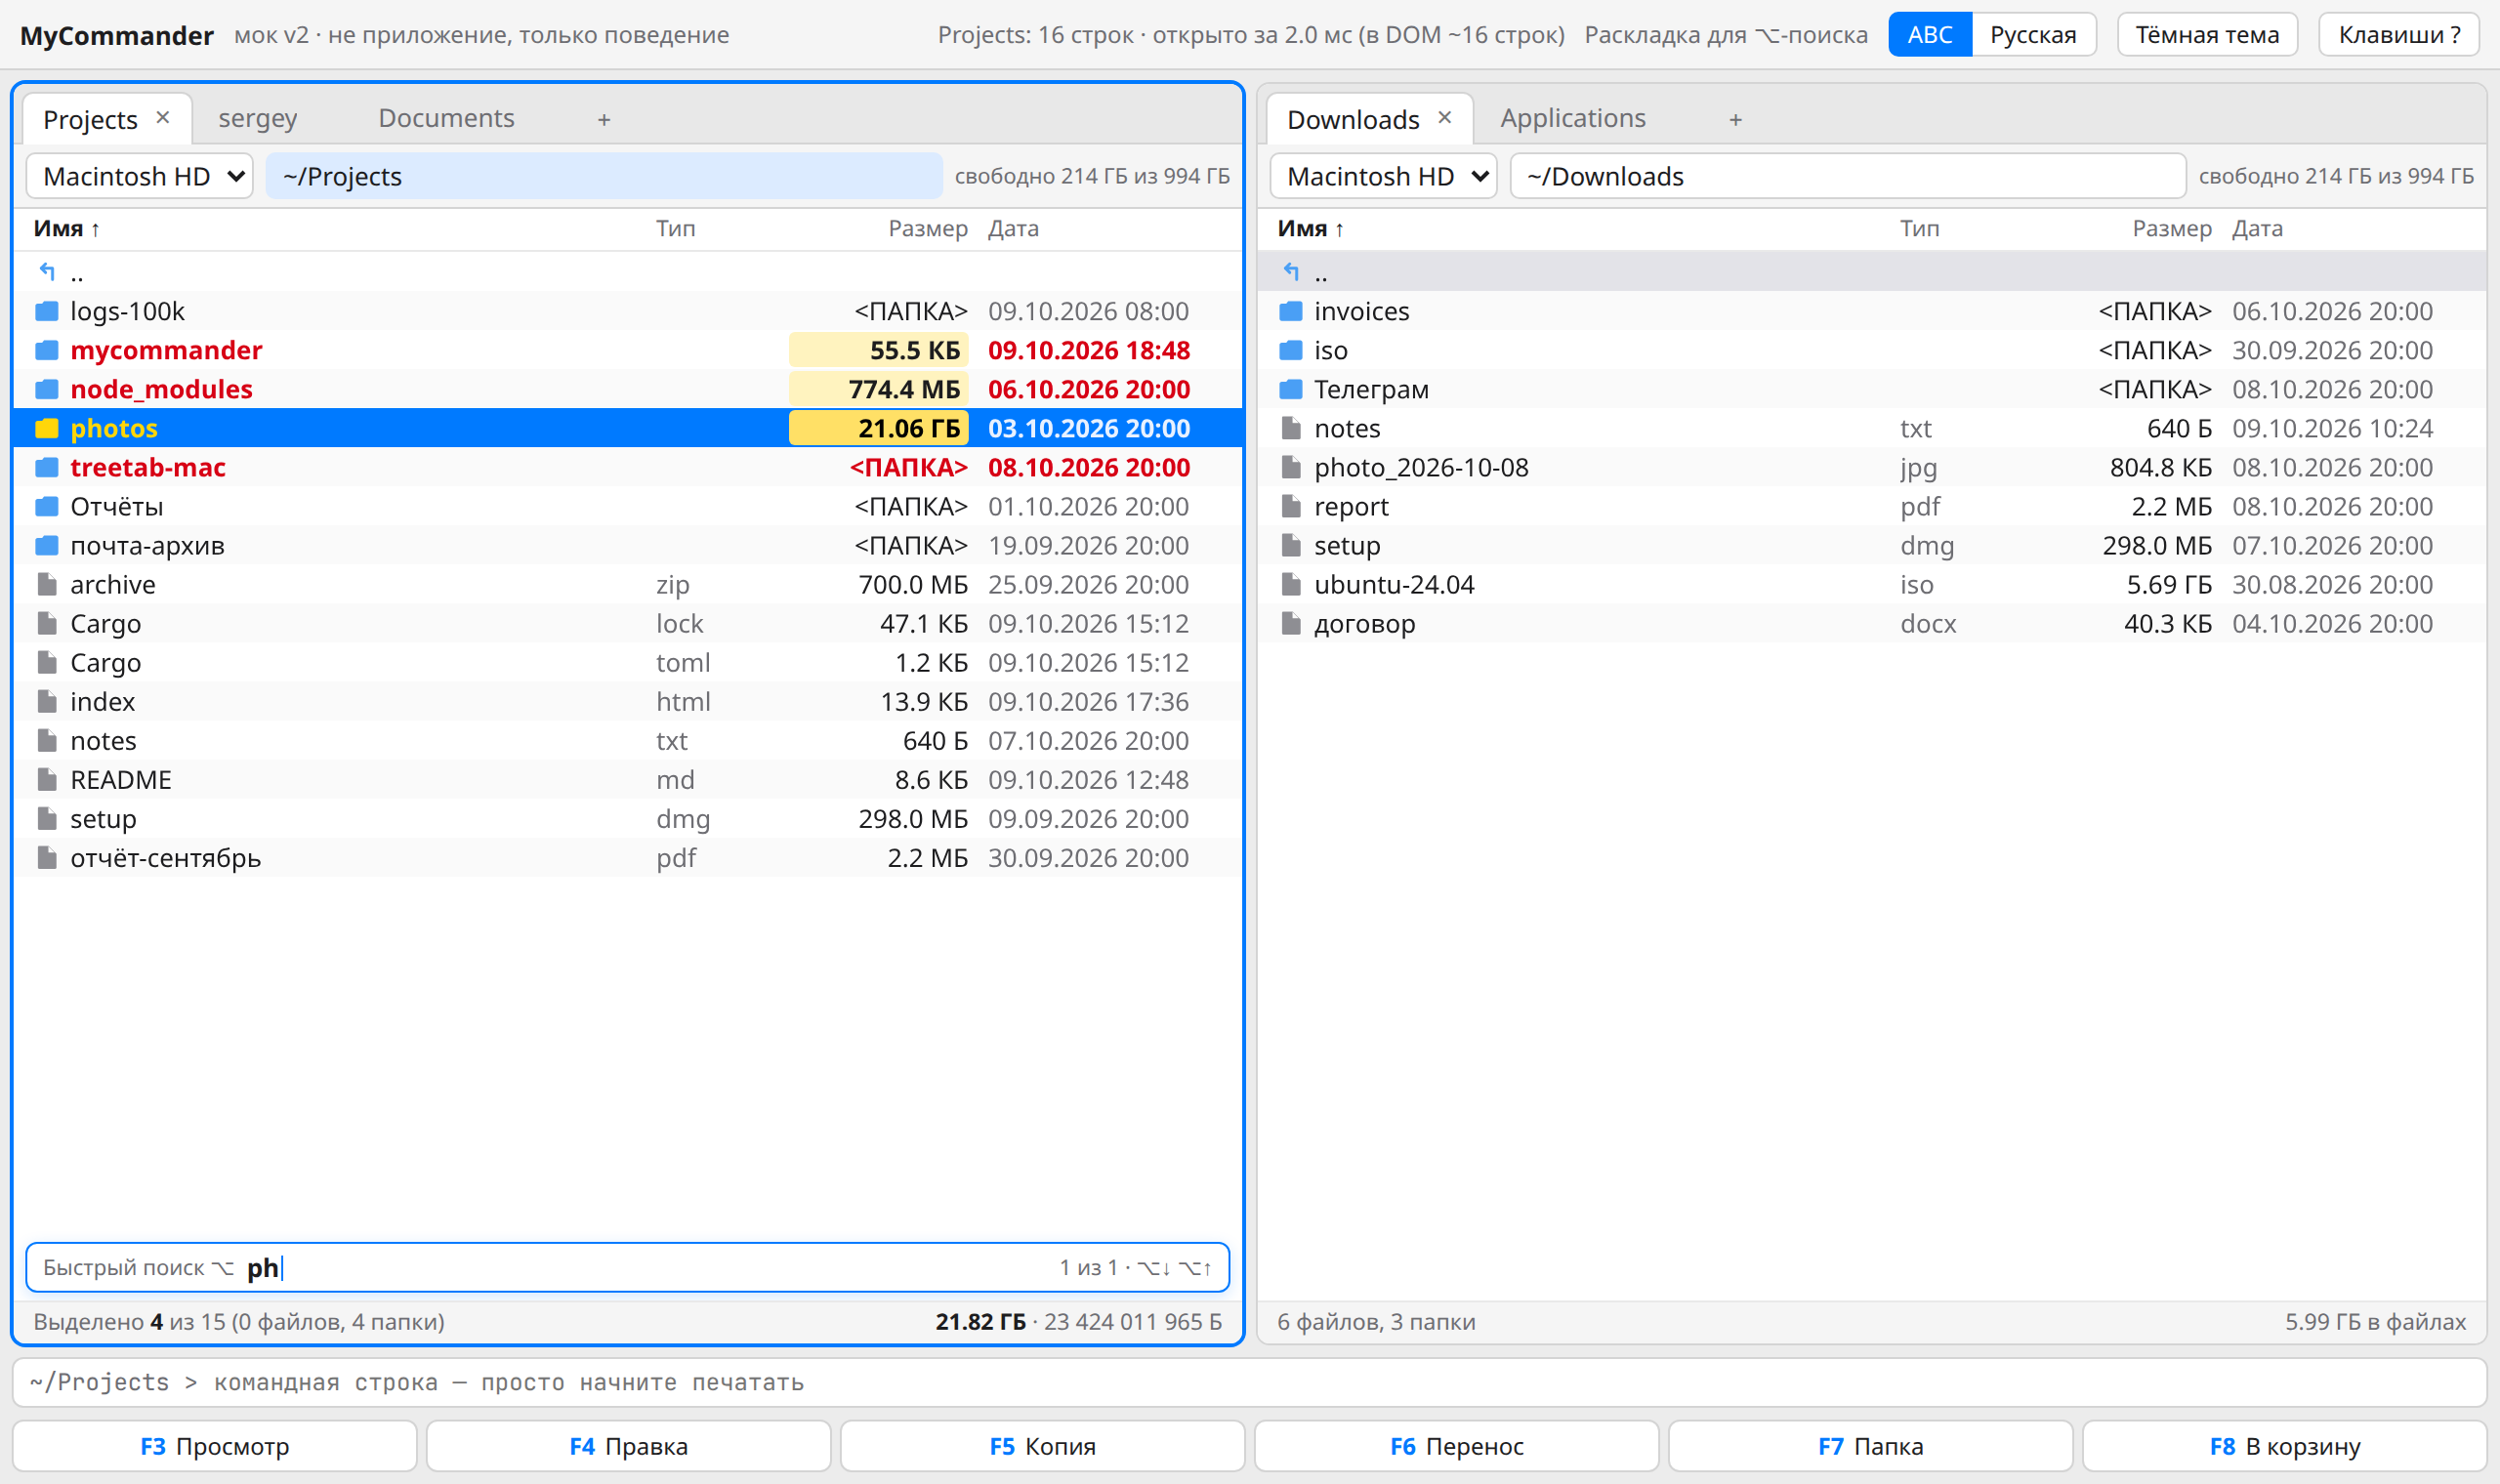 MyCommander мок v2 · не приложение, только поведение Projects: 16 строк · открыто за 2.0 мс (в DOM ~16 строк) Раскладка для ⌥-поиска ABC Русская Тёмная тема Клавиши ?
Projects × sergey Documents +
Macintosh HD ~/Projects свободно 214 ГБ из 994 ГБ
Имя ↑ Тип Размер Дата
..
logs-100k <ПАПКА> 09.10.2026 08:00
mycommander 55.5 КБ 09.10.2026 18:48
node_modules 774.4 МБ 06.10.2026 20:00
photos 21.06 ГБ 03.10.2026 20:00
treetab-mac <ПАПКА> 08.10.2026 20:00
Отчёты <ПАПКА> 01.10.2026 20:00
почта-архив <ПАПКА> 19.09.2026 20:00
archive zip 700.0 МБ 25.09.2026 20:00
Cargo lock 47.1 КБ 09.10.2026 15:12
Cargo toml 1.2 КБ 09.10.2026 15:12
index html 13.9 КБ 09.10.2026 17:36
notes txt 640 Б 07.10.2026 20:00
README md 8.6 КБ 09.10.2026 12:48
setup dmg 298.0 МБ 09.09.2026 20:00
отчёт-сентябрь pdf 2.2 МБ 30.09.2026 20:00
Быстрый поиск ⌥ ph 1 из 1 · ⌥↓ ⌥↑
Выделено 4 из 15 (0 файлов, 4 папки) 21.82 ГБ · 23 424 011 965 Б
Downloads × Applications +
Macintosh HD ~/Downloads свободно 214 ГБ из 994 ГБ
Имя ↑ Тип Размер Дата
..
invoices <ПАПКА> 06.10.2026 20:00
iso <ПАПКА> 30.09.2026 20:00
Телеграм <ПАПКА> 08.10.2026 20:00
notes txt 640 Б 09.10.2026 10:24
photo_2026-10-08 jpg 804.8 КБ 08.10.2026 20:00
report pdf 2.2 МБ 08.10.2026 20:00
setup dmg 298.0 МБ 07.10.2026 20:00
ubuntu-24.04 iso 5.69 ГБ 30.08.2026 20:00
договор docx 40.3 КБ 04.10.2026 20:00
6 файлов, 3 папки 5.99 ГБ в файлах
~/Projects > командная строка — просто начните печатать
F3 Просмотр F4 Правка F5 Копия F6 Перенос F7 Папка F8 В корзину